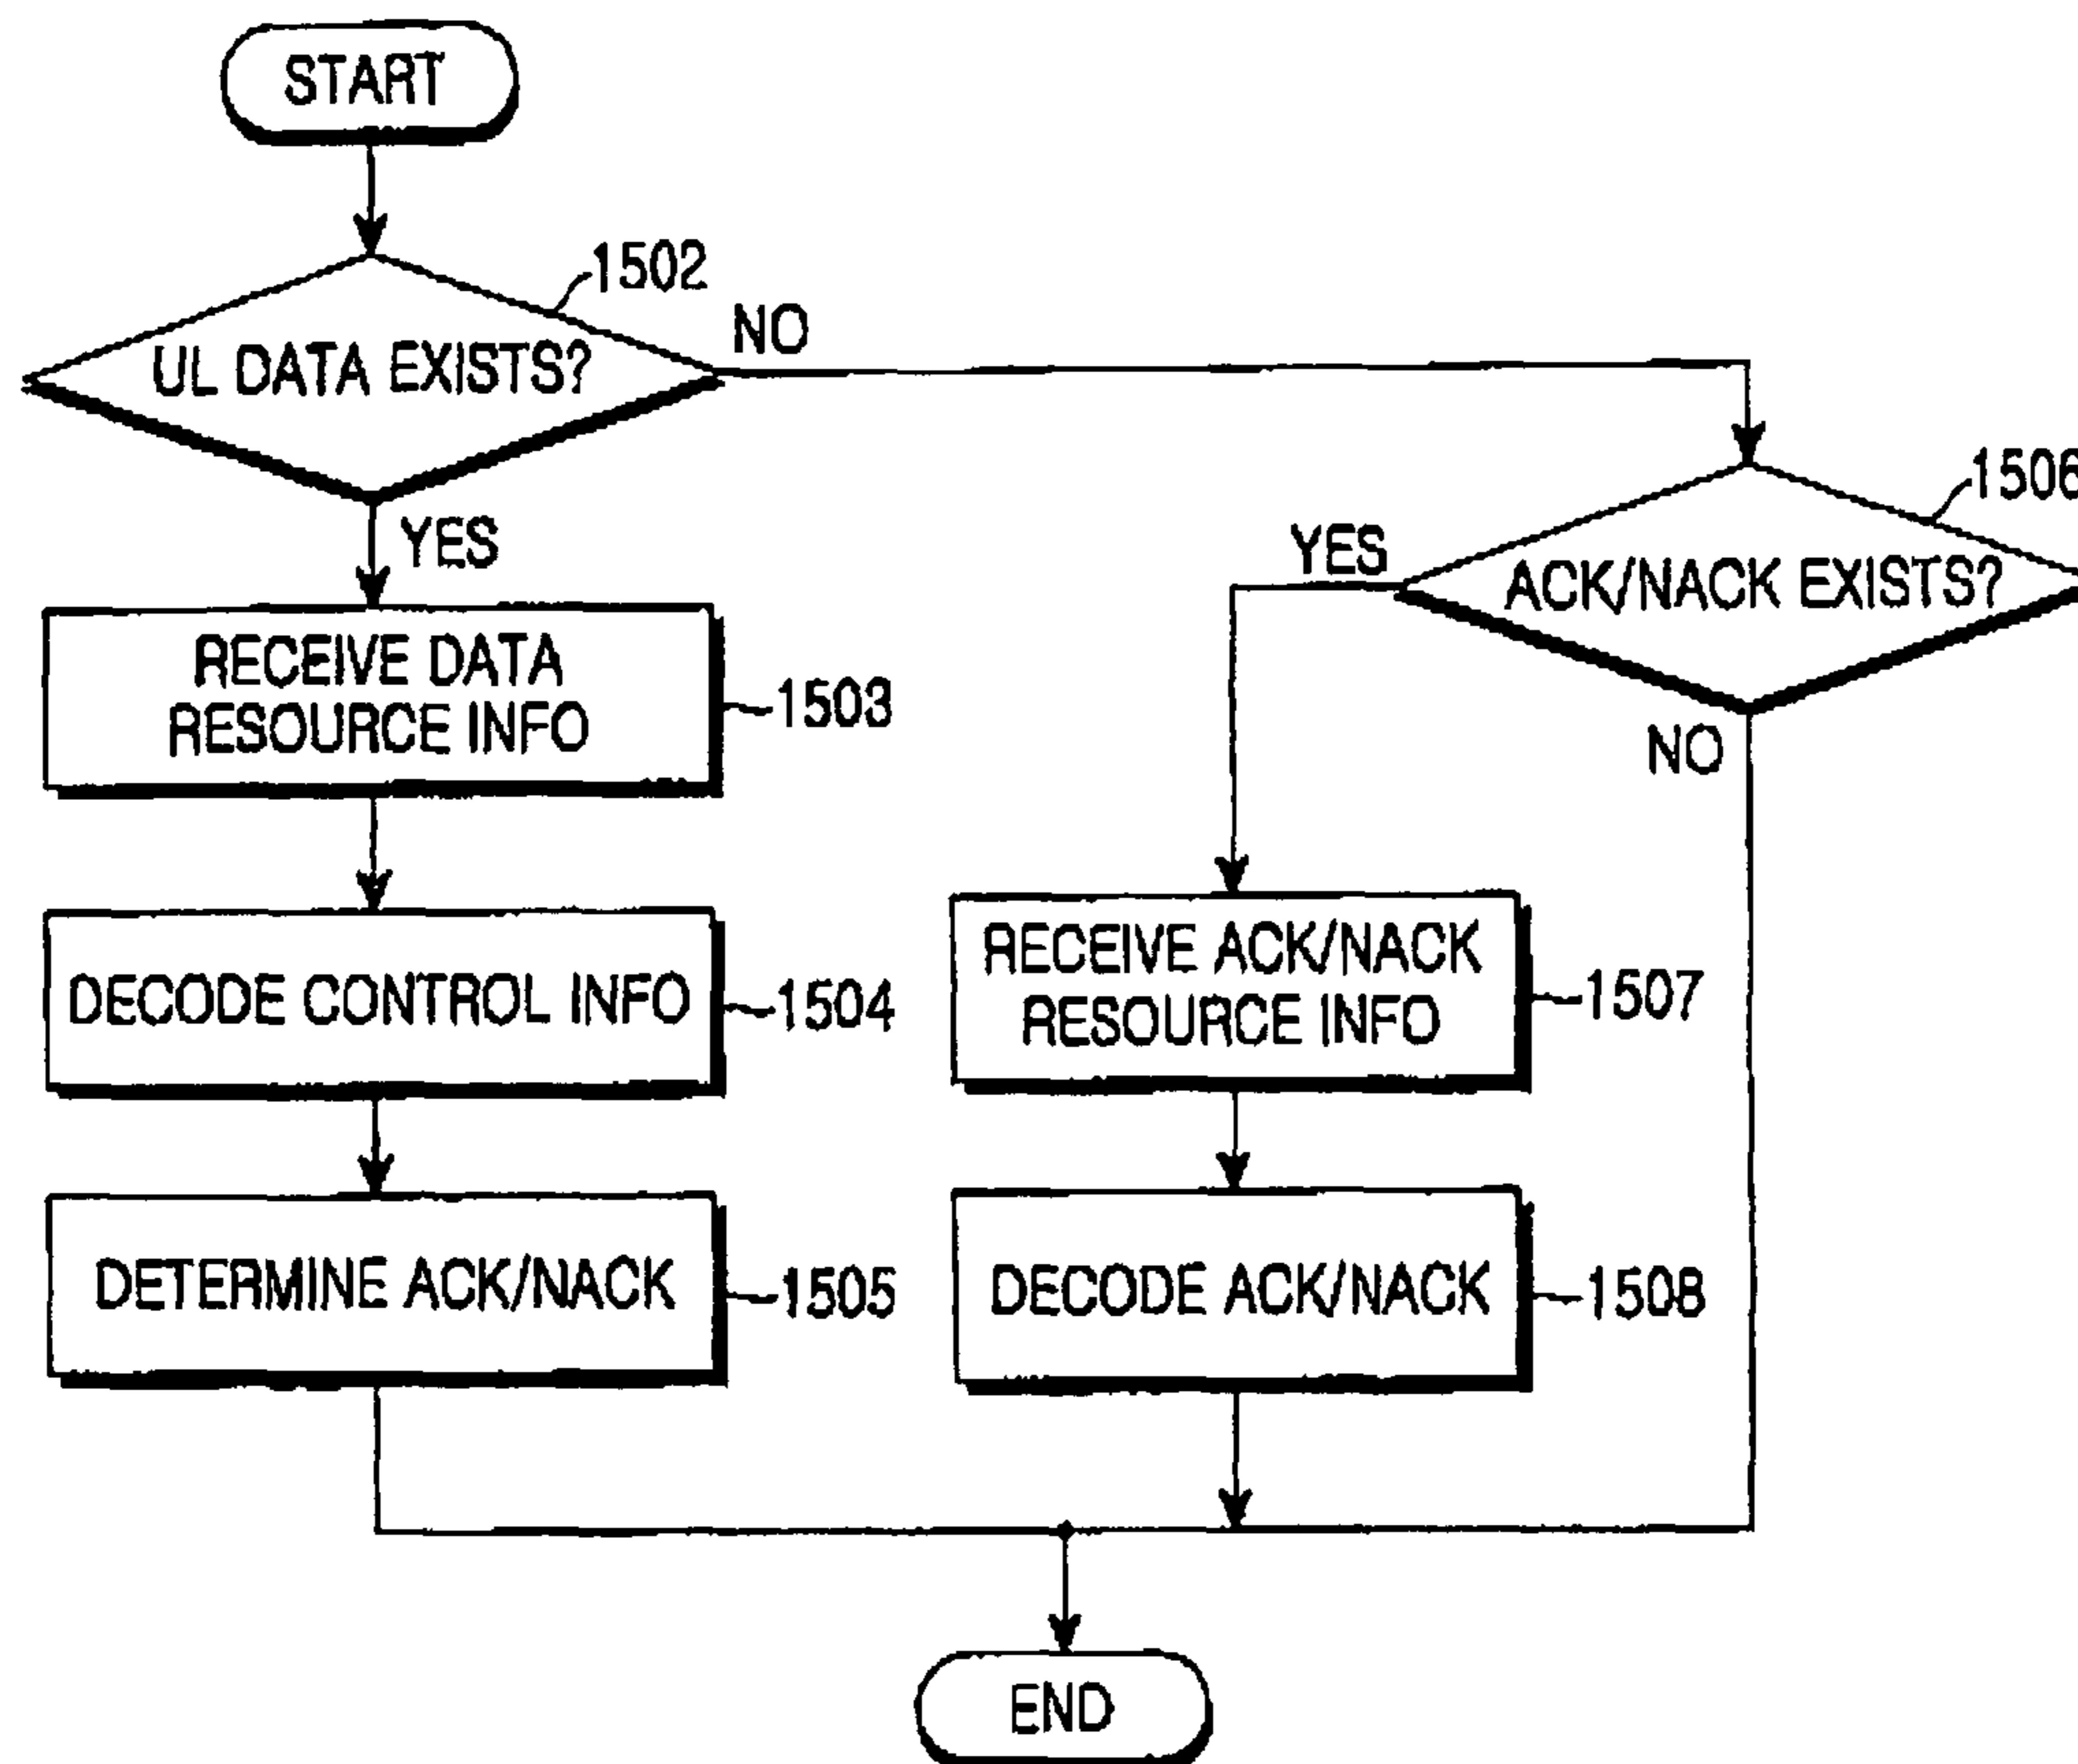 START
1502
UL DATA EXISTS?
NO
YES
1506
ACK/NACK EXISTS?
YES
NO
RECEIVE DATA
RESOURCE INFO
1503
DECODE CONTROL INFO
1504
RECEIVE ACK/NACK
RESOURCE INFO
1507
DETERMINE ACK/NACK
1505
DECODE ACK/NACK
1508
END